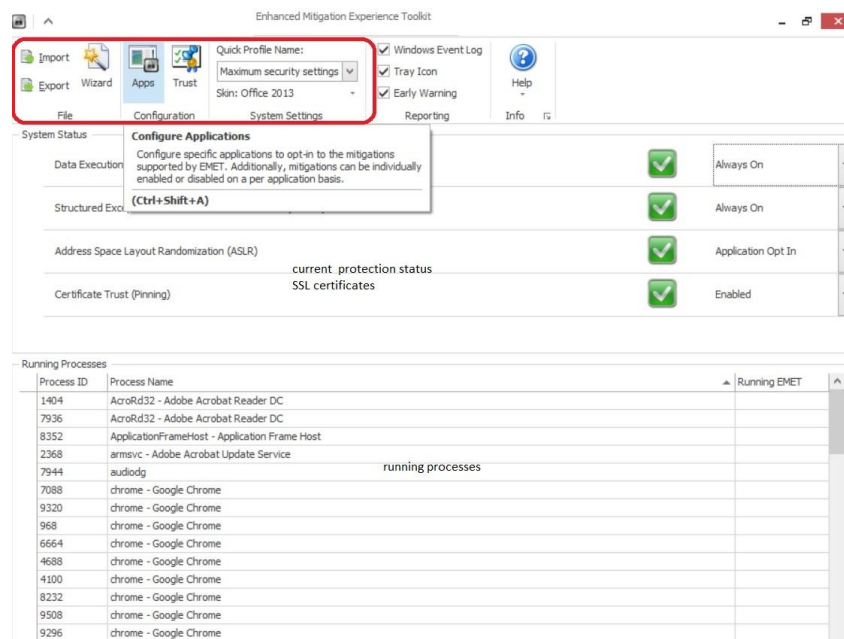 Enhanced Mitigation Experience Toolkit
Import
Export
Wizard
File
Apps
Trust
Configuration
Quick Profile Name:
Maximum security settings
Skin: Office 2013
System Settings
Windows Event Log
Tray Icon
Early Warning
Reporting
Help
Info
System Status
Configure Applications
Configure specific applications to opt-in to the mitigations
supported by EMET. Additionally, mitigations can be individually
enabled or disabled on a per application basis.
(Ctrl+Shift+A)
Data Execution
Always On
Structured Exce
Always On
Address Space Layout Randomization (ASLR)
Application Opt In
current protection status
SSL certificates
Certificate Trust (Pinning)
Enabled
Running Processes
Process ID Process Name Running EMET
1404 AcroRd32 - Adobe Acrobat Reader DC
7936 AcroRd32 - Adobe Acrobat Reader DC
8352 ApplicationFrameHost - Application Frame Host
2368 armsvc - Adobe Acrobat Update Service
running processes
7944 audiodg
7088 chrome - Google Chrome
9320 chrome - Google Chrome
968 chrome - Google Chrome
6664 chrome - Google Chrome
4688 chrome - Google Chrome
4100 chrome - Google Chrome
8232 chrome - Google Chrome
9508 chrome - Google Chrome
9296 chrome - Google Chrome